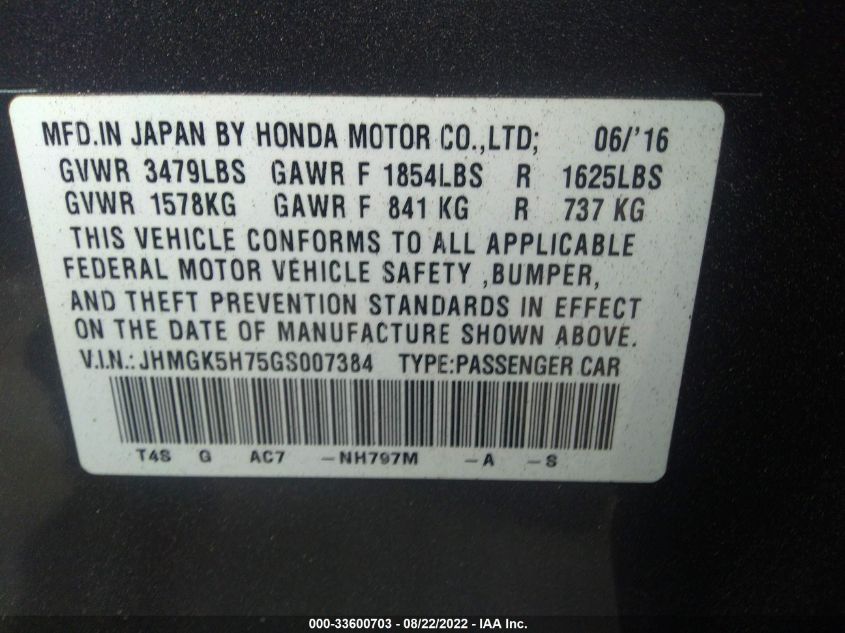 MFD.IN JAPAN BY HONDA MOTOR CO.,LTD; 06/'16
GVWR 3479LBS GAWR F 1854LBS R 1625LBS
GVWR 1578KG GAWR F 841 KG R 737 KG
THIS VEHICLE CONFORMS TO ALL APPLICABLE
FEDERAL MOTOR VEHICLE SAFETY ,BUMPER,
AND THEFT PREVENTION STANDARDS IN EFFECT
ON THE DATE OF MANUFACTURE SHOWN ABOVE.
V.I.N.: JHMGK5H75GS007384 TYPE:PASSENGER CAR
T4S G AC7 -NH797M -A -S
000-33600703 - 08/22/2022 - IAA Inc.